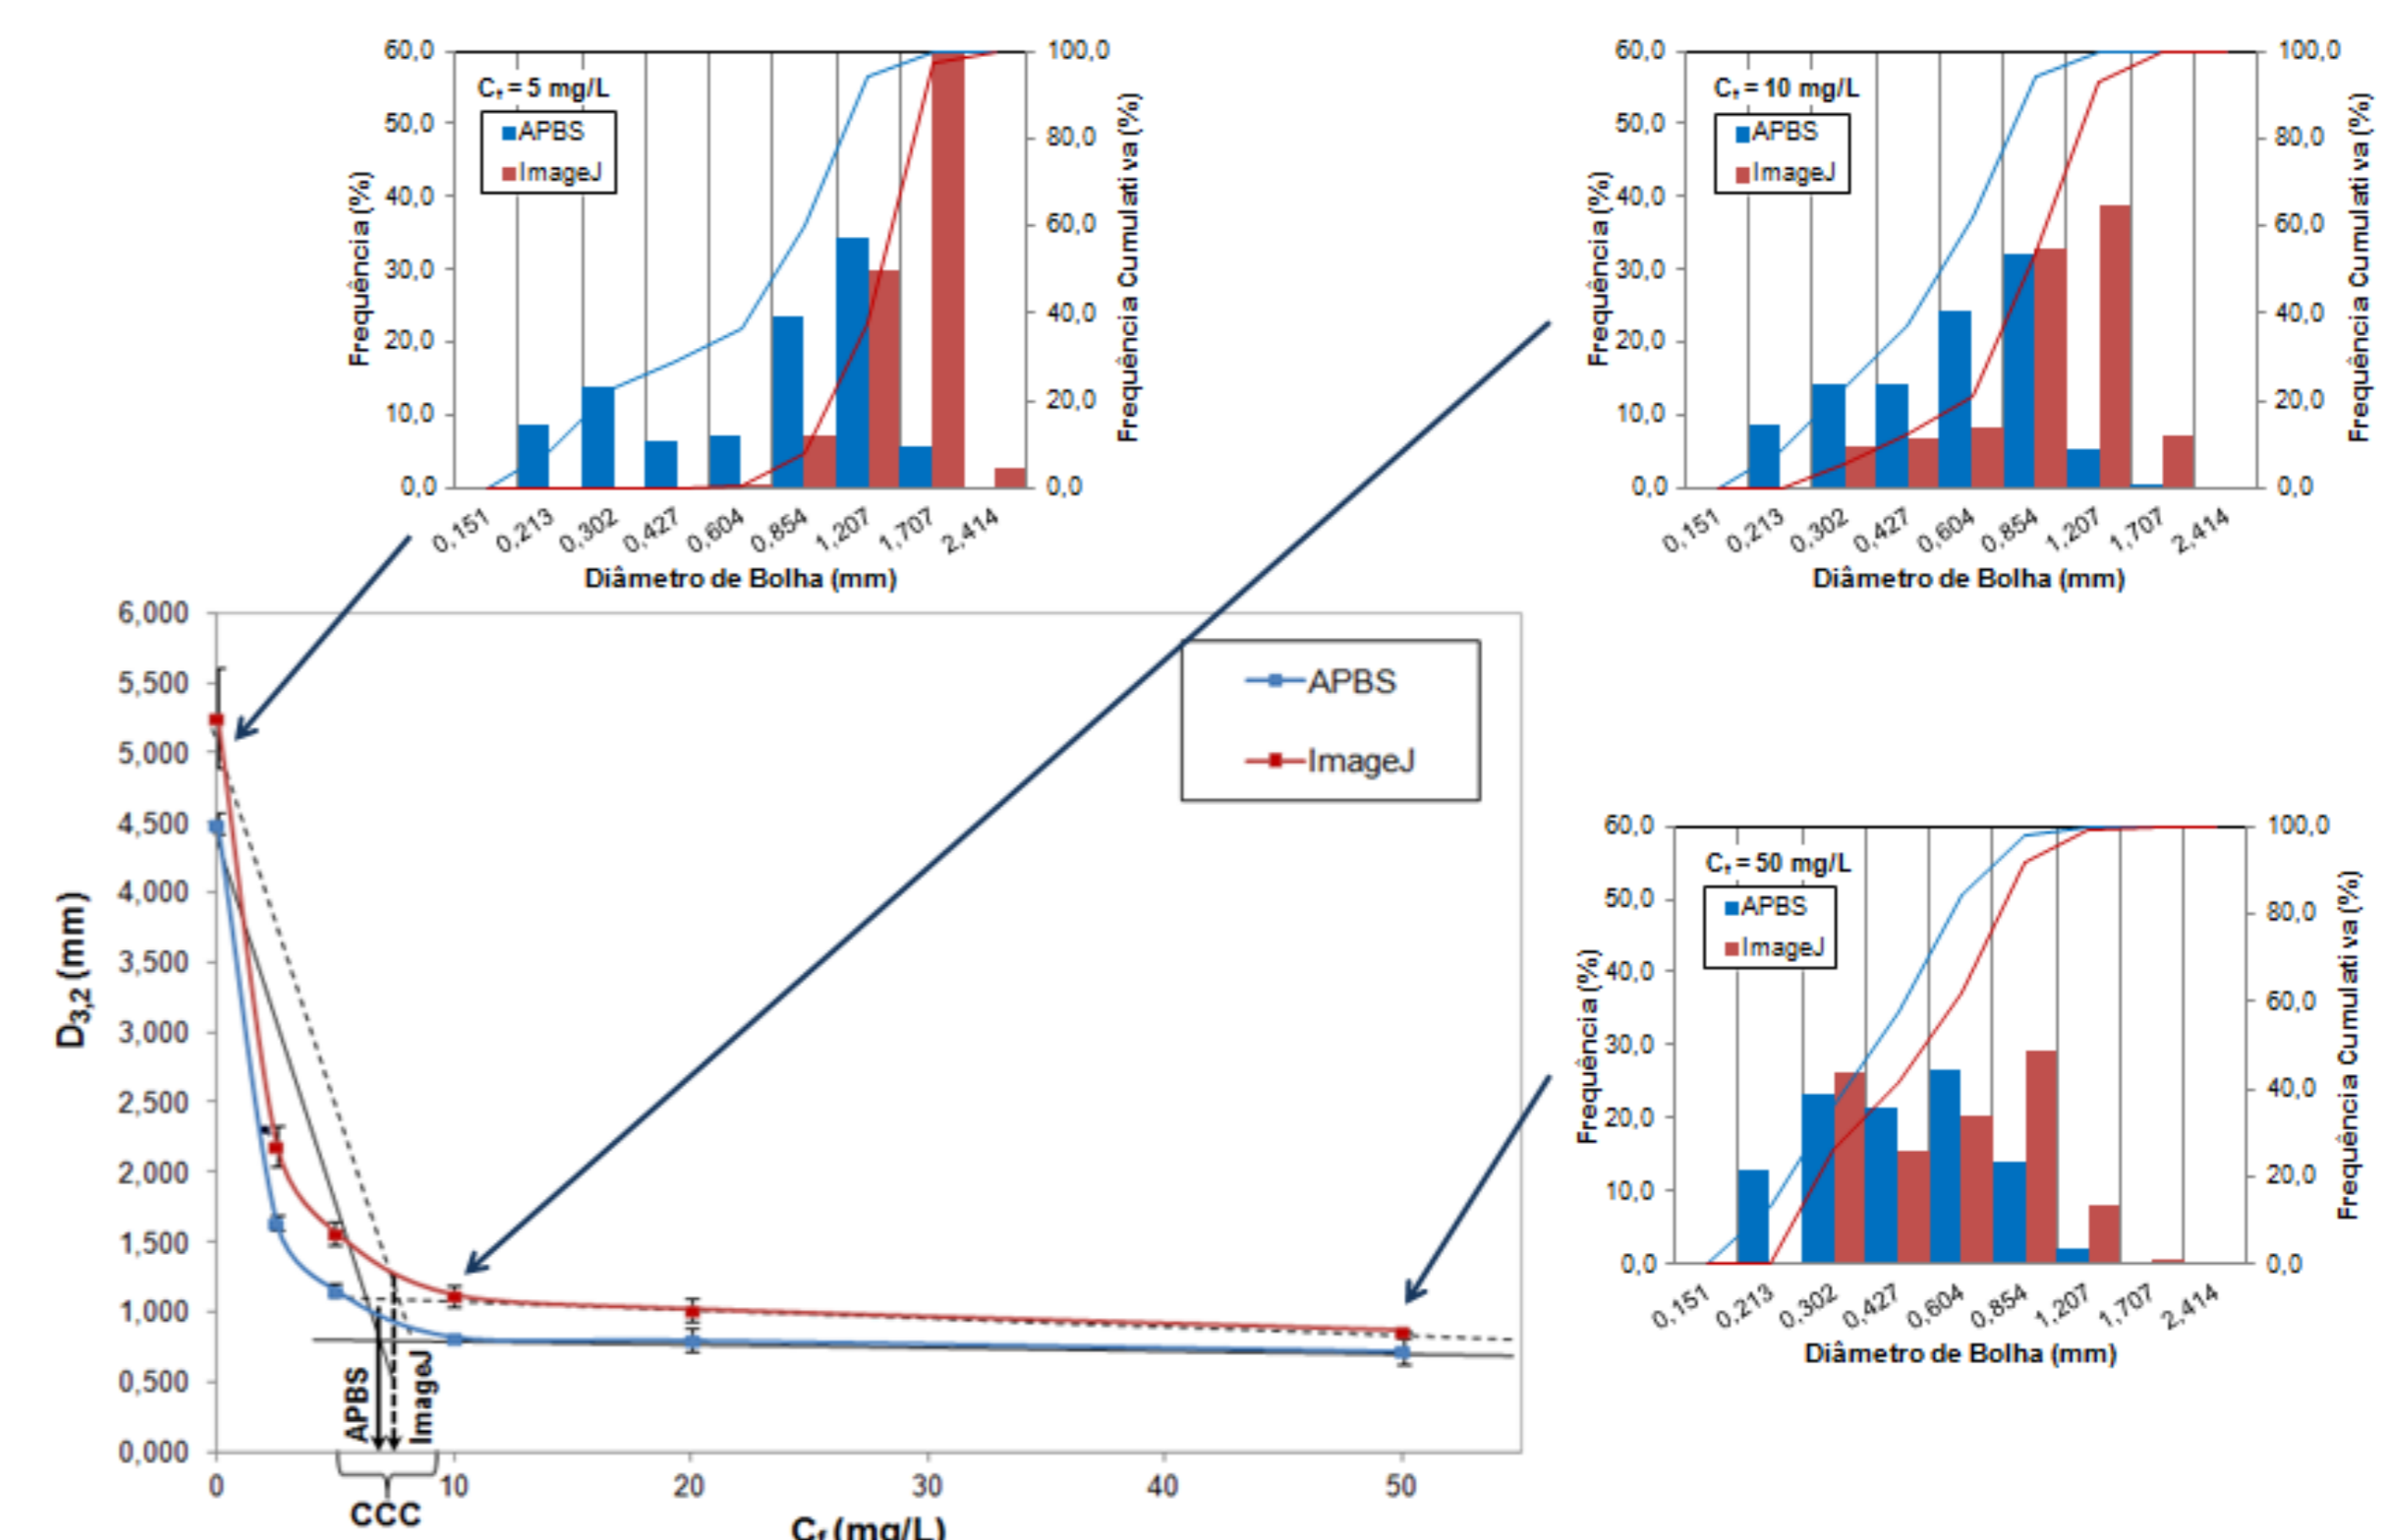 60,0
50,0
40,0
30,0
20,0
10,0
0,0
Frequência (%)
C_f = 5 mg/L
APBS
ImageJ
100,0
80,0
60,0
40,0
20,0
0,0
Frequência Cumulativa (%)
0,151 0,213 0,302 0,427 0,604 0,854 1,207 1,707 2,414
Diâmetro de Bolha (mm)
60,0
50,0
40,0
30,0
20,0
10,0
0,0
Frequência (%)
C_f = 10 mg/L
APBS
ImageJ
100,0
80,0
60,0
40,0
20,0
0,0
Frequência Cumulativa (%)
0,151 0,213 0,302 0,427 0,604 0,854 1,207 1,707 2,414
Diâmetro de Bolha (mm)
6,000
5,500
5,000
4,500
4,000
3,500
3,000
2,500
2,000
1,500
1,000
0,500
0,000
D3,2 (mm)
APBS
ImageJ
APBS
ImageJ
0 10 20 30 40 50
CCC
Cf (mg/L)
60,0
50,0
40,0
30,0
20,0
10,0
0,0
Frequência (%)
C_f = 50 mg/L
APBS
ImageJ
100,0
80,0
60,0
40,0
20,0
0,0
Frequência Cumulativa (%)
0,151 0,213 0,302 0,427 0,604 0,854 1,207 1,707 2,414
Diâmetro de Bolha (mm)